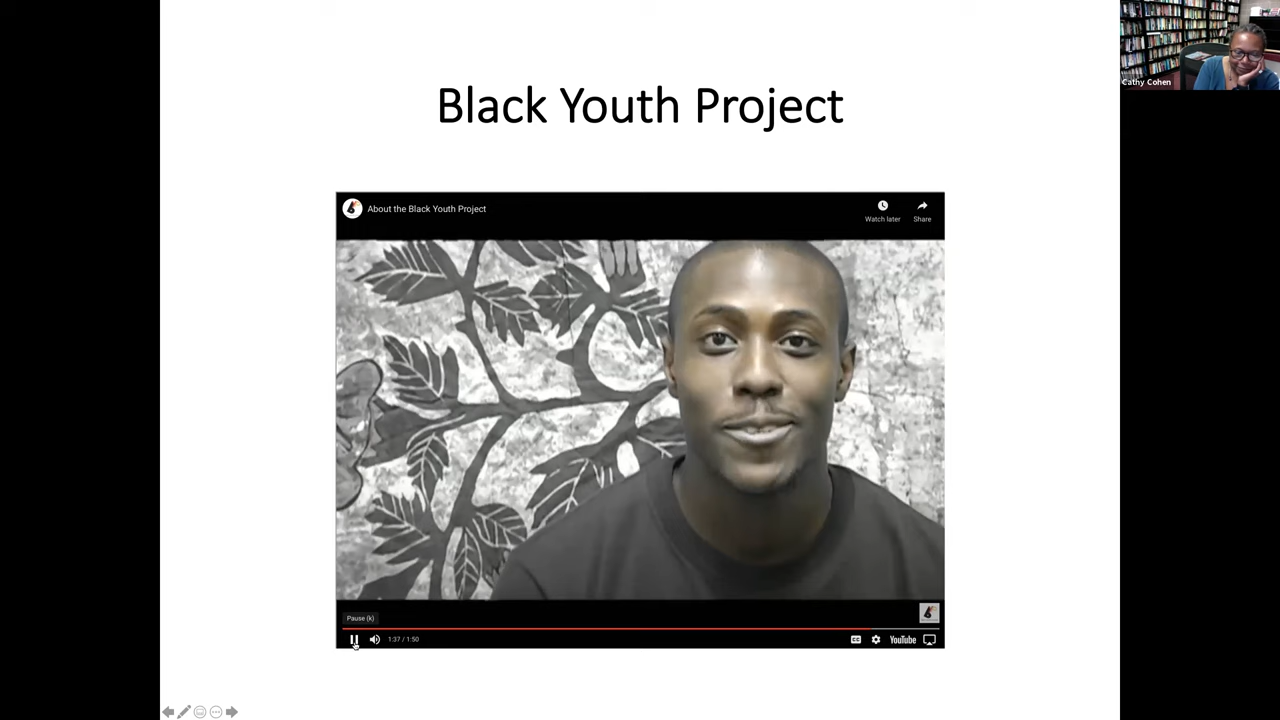 Black Youth Project
Cathy Cohen
About the Black Youth Project
Watch later
Share
Pause (k)
1:37 / 1:50
CC
YouTube